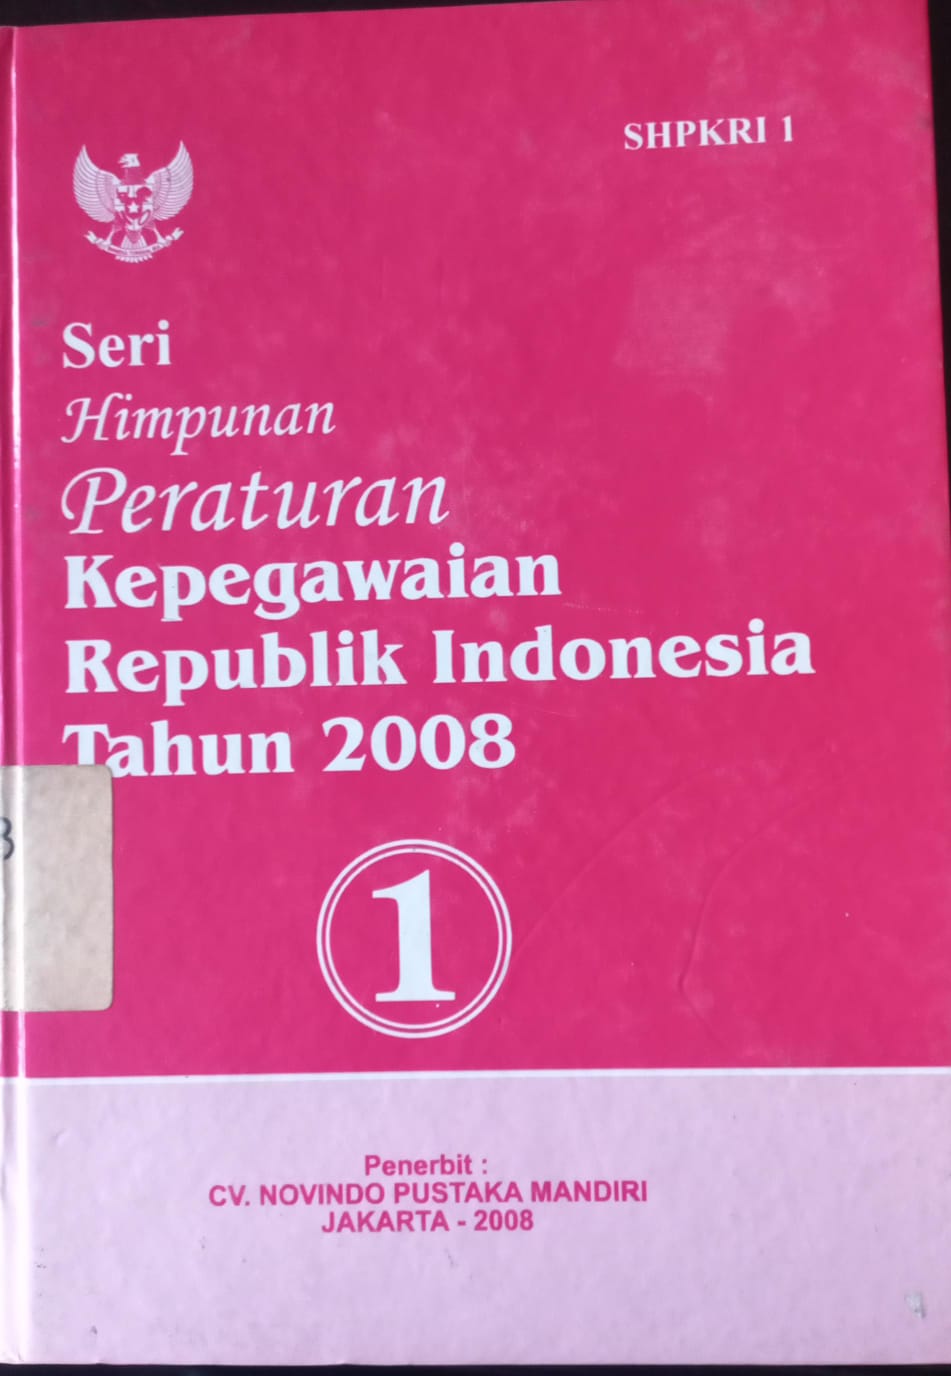 SHPKRI 1
Seri
Himpunan
Peraturan
Kepegawaian
Republik Indonesia
Tahun 2008
1
Penerbit :
CV. NOVINDO PUSTAKA MANDIRI
JAKARTA - 2008